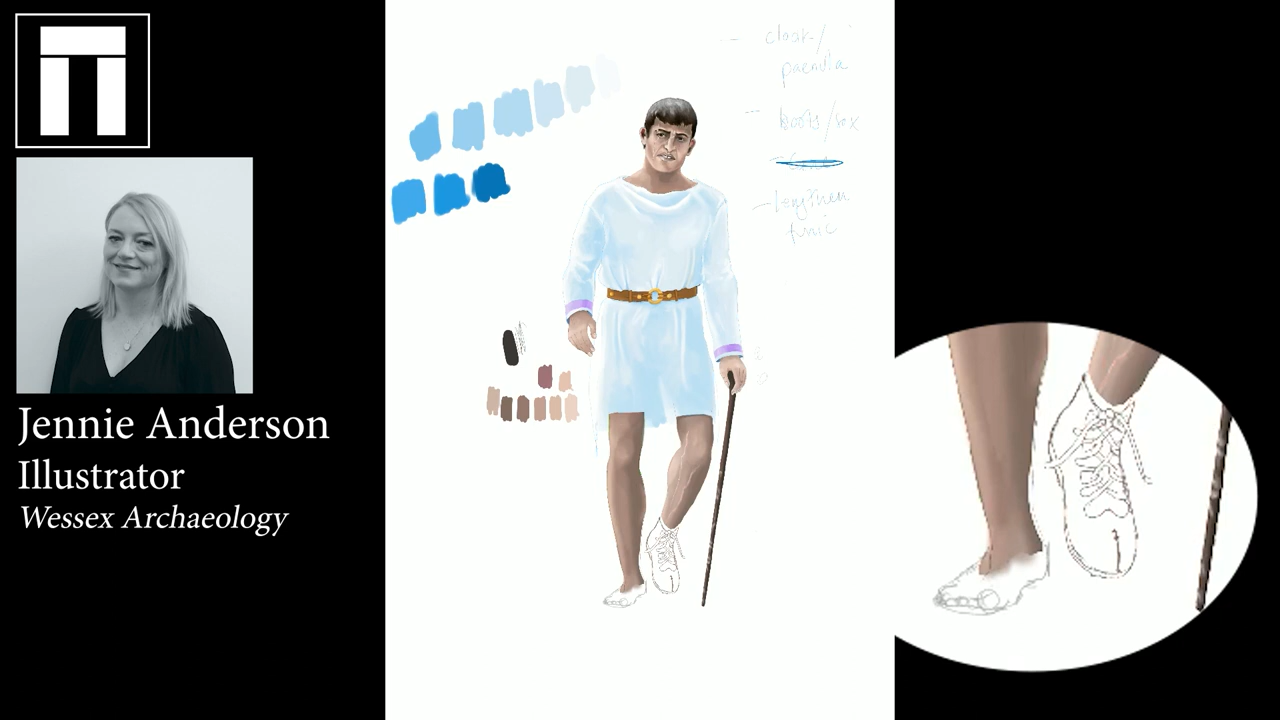 Jennie Anderson
Illustrator
Wessex Archaeology
cloak/
paenula
boots/sox
lengthen
tunic